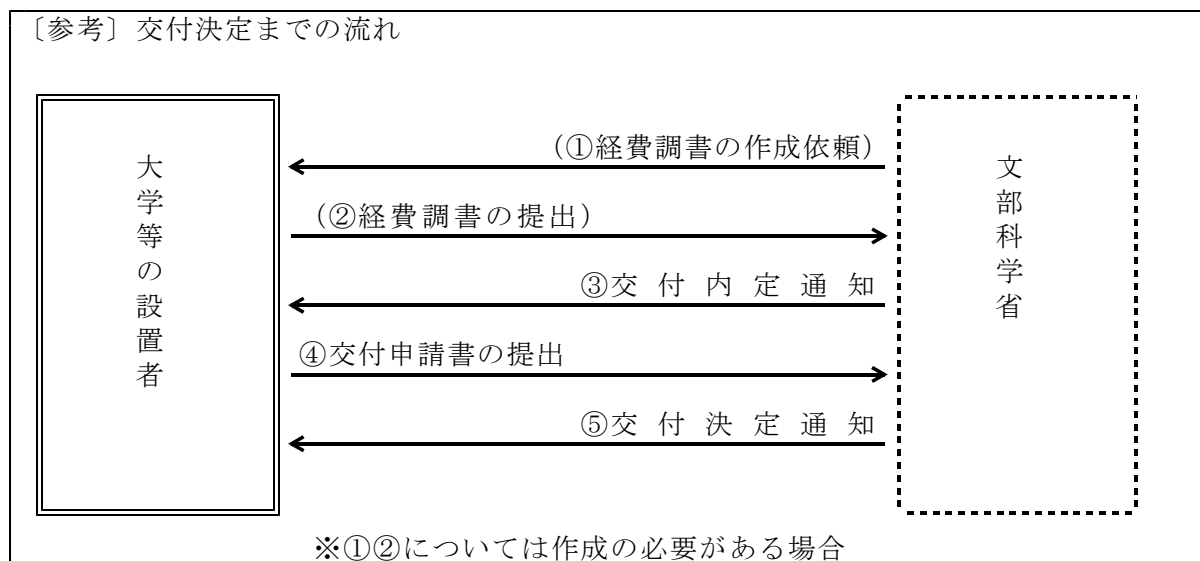 〔参考〕交付決定までの流れ
大学等の設置者
(①経費調書の作成依頼)
(②経費調書の提出)
③交付内定通知
④交付申請書の提出
⑤交付決定通知
文部科学省
※①②については作成の必要がある場合